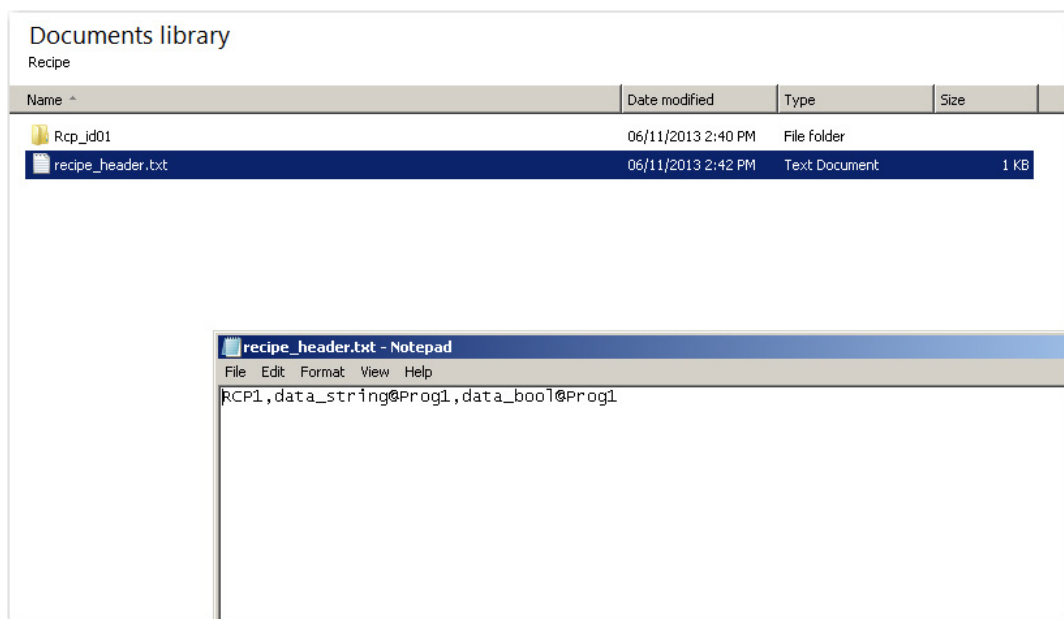 Documents library
Recipe
Name Date modified Type Size
Rcp_id01 06/11/2013 2:40 PM File folder
recipe_header.txt 06/11/2013 2:42 PM Text Document 1 KB
recipe_header.txt - Notepad
File Edit Format View Help
RCP1,data_string@Prog1,data_bool@Prog1